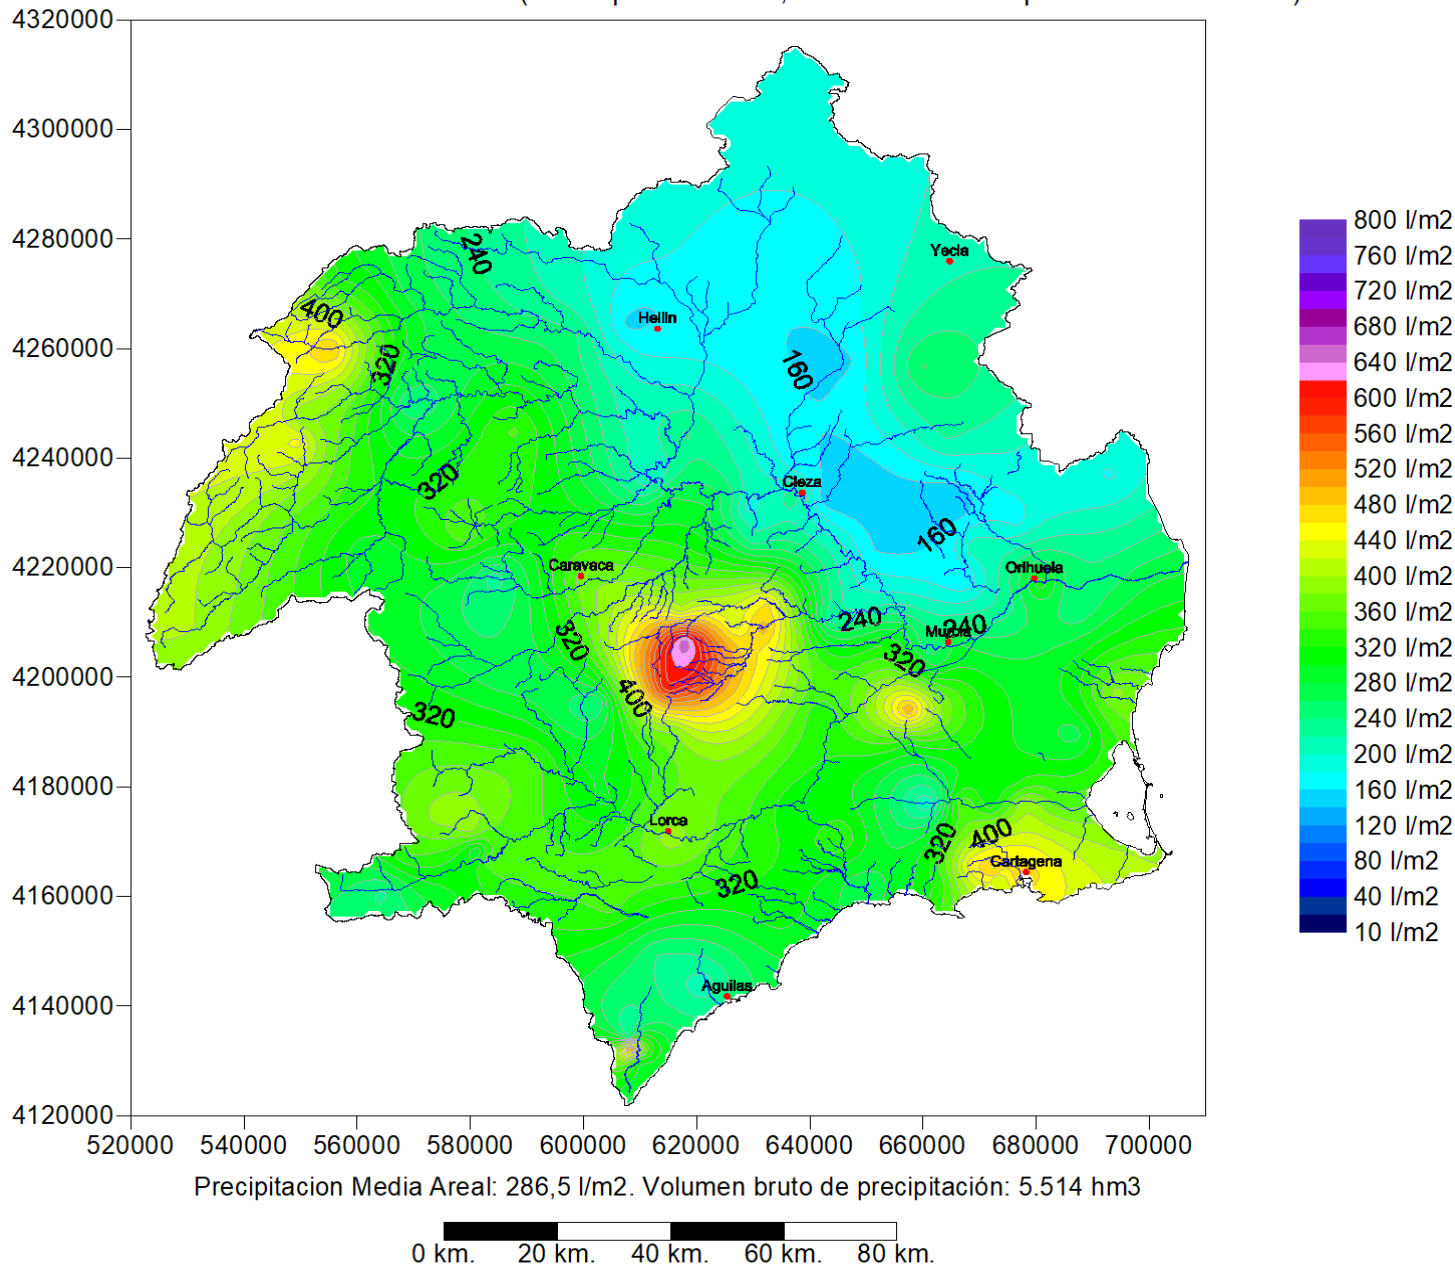 4320000
4300000
4280000
4260000
4240000
4220000
4200000
4180000
4160000
4140000
4120000
520000 540000 560000 580000 600000 620000 640000 660000 680000 700000
240
400
320
320
160
160
240
240
320
320
400
320
320
400
320
Yecla
Hellin
Cieza
Caravaca
Orihuela
Murcia
Lorca
Cartagena
Aguilas
800 l/m2
760 l/m2
720 l/m2
680 l/m2
640 l/m2
600 l/m2
560 l/m2
520 l/m2
480 l/m2
440 l/m2
400 l/m2
360 l/m2
320 l/m2
280 l/m2
240 l/m2
200 l/m2
160 l/m2
120 l/m2
80 l/m2
40 l/m2
10 l/m2
Precipitacion Media Areal: 286,5 l/m2. Volumen bruto de precipitación: 5.514 hm3
0 km. 20 km. 40 km. 60 km. 80 km.